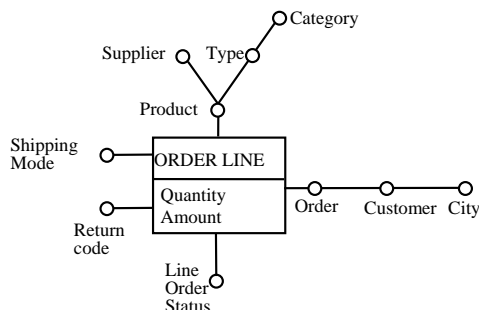 Category
Supplier
Type
Product
Shipping
Mode
ORDER LINE
Quantity
Amount
Return
code
Order
Customer
City
Line
Order
Status